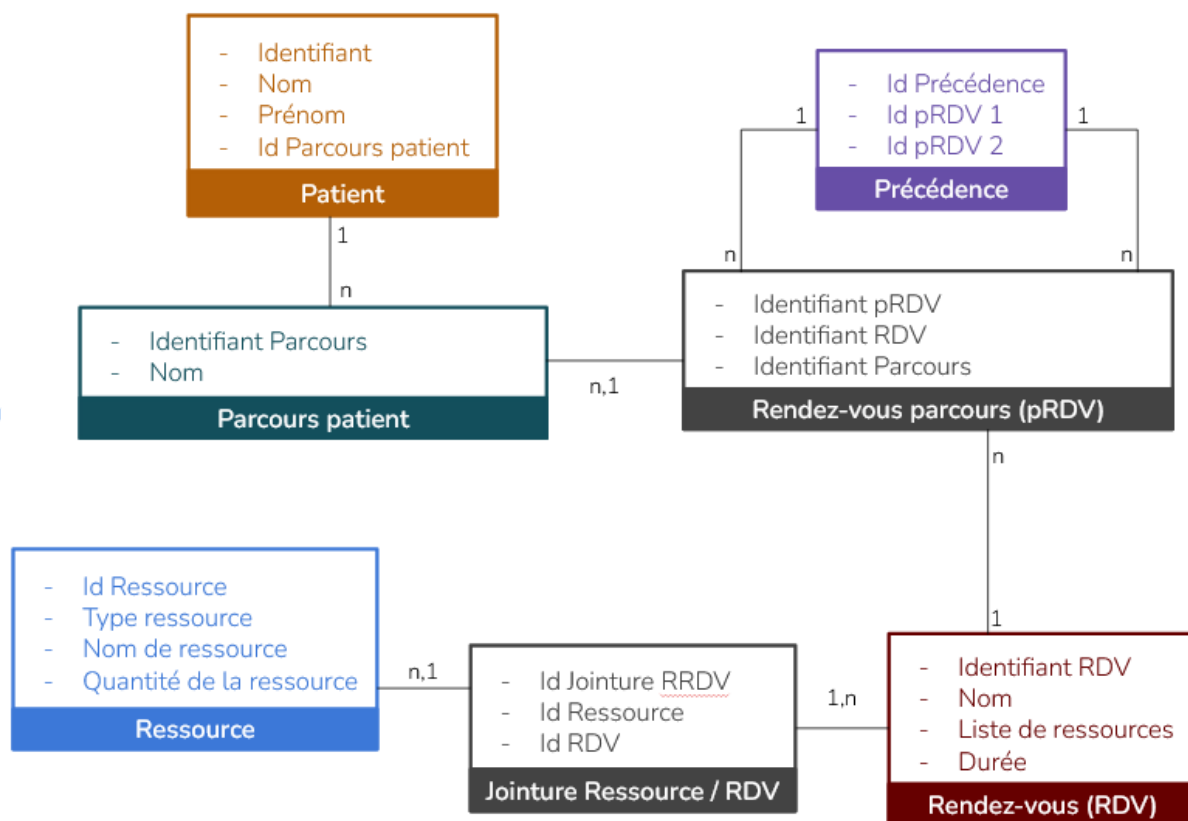 - Identifiant
- Nom
- Prénom
- Id Parcours patient
Patient
- Id Précédence
- Id pRDV 1
- Id pRDV 2
Précédence
1
1
1
n
n
n
- Identifiant Parcours
- Nom
Parcours patient
n,1
- Identifiant pRDV
- Identifiant RDV
- Identifiant Parcours
Rendez-vous parcours (pRDV)
n
1
- Id Ressource
- Type ressource
- Nom de ressource
- Quantité de la ressource
Ressource
n,1
- Id Jointure RRDV
- Id Ressource
- Id RDV
Jointure Ressource / RDV
1,n
- Identifiant RDV
- Nom
- Liste de ressources
- Durée
Rendez-vous (RDV)